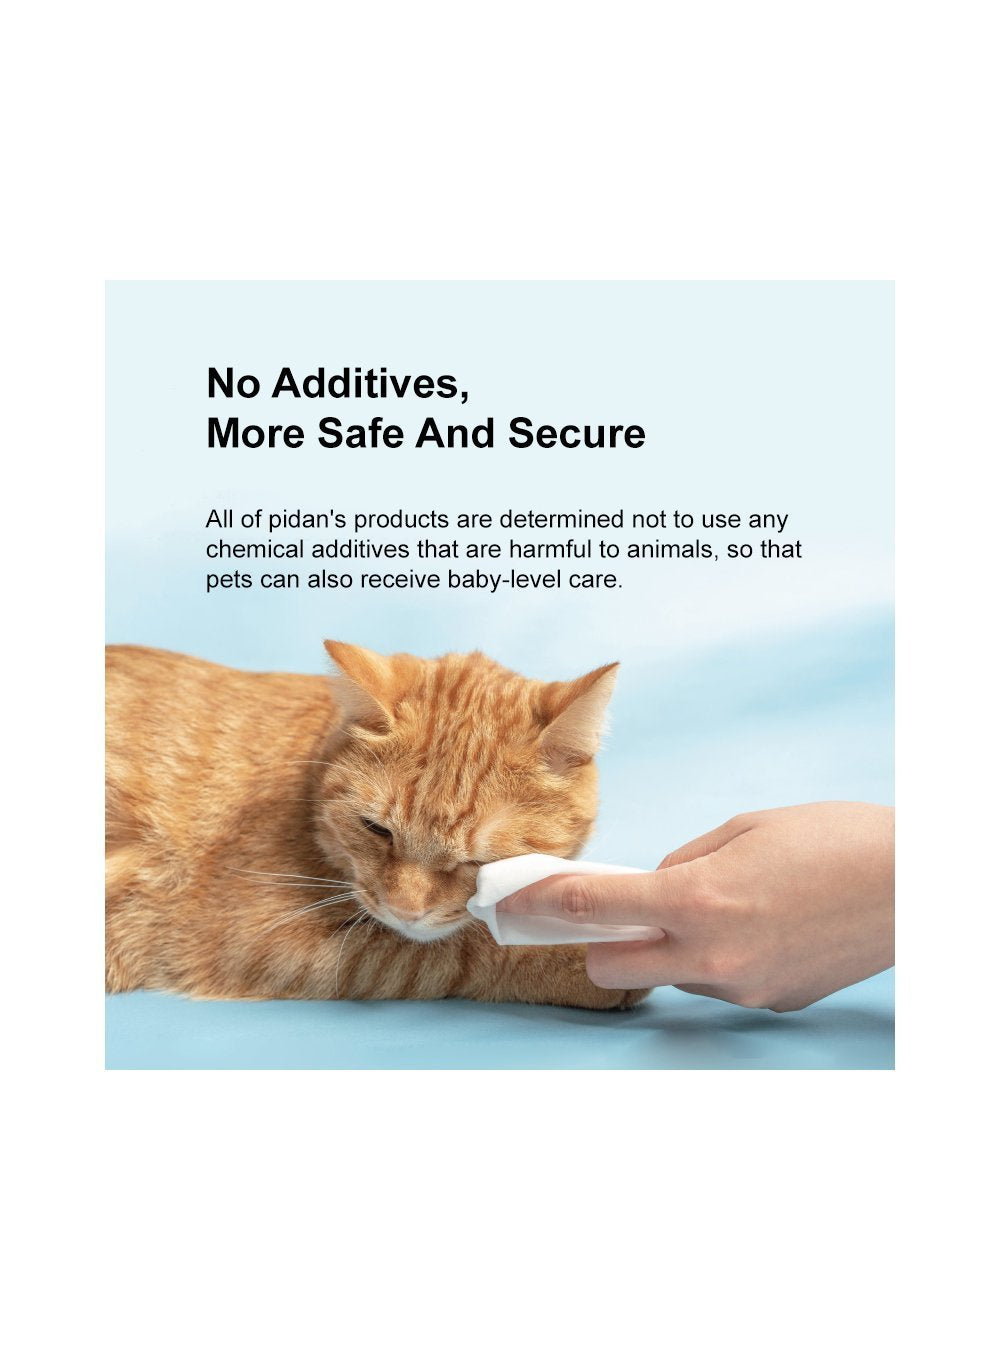 No Additives,
More Safe And Secure
All of pidan's products are determined not to use any
chemical additives that are harmful to animals, so that
pets can also receive baby-level care.